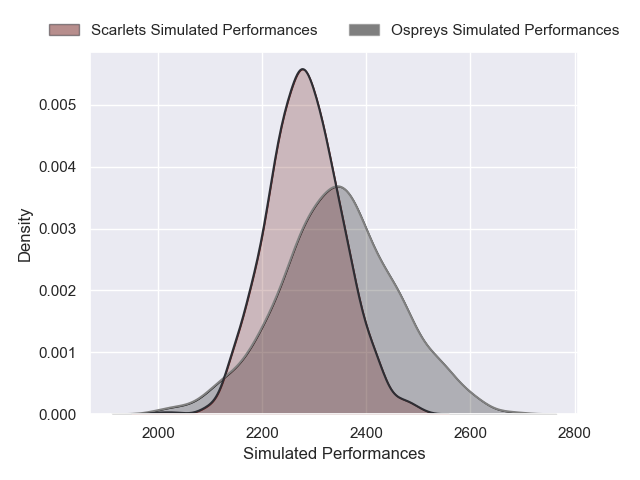 Scarlets Simulated Performances Ospreys Simulated Performances
0.005
0.004
0.003
0.002
0.001
0.000
Density
2000 2200 2400 2600 2800
Simulated Performances